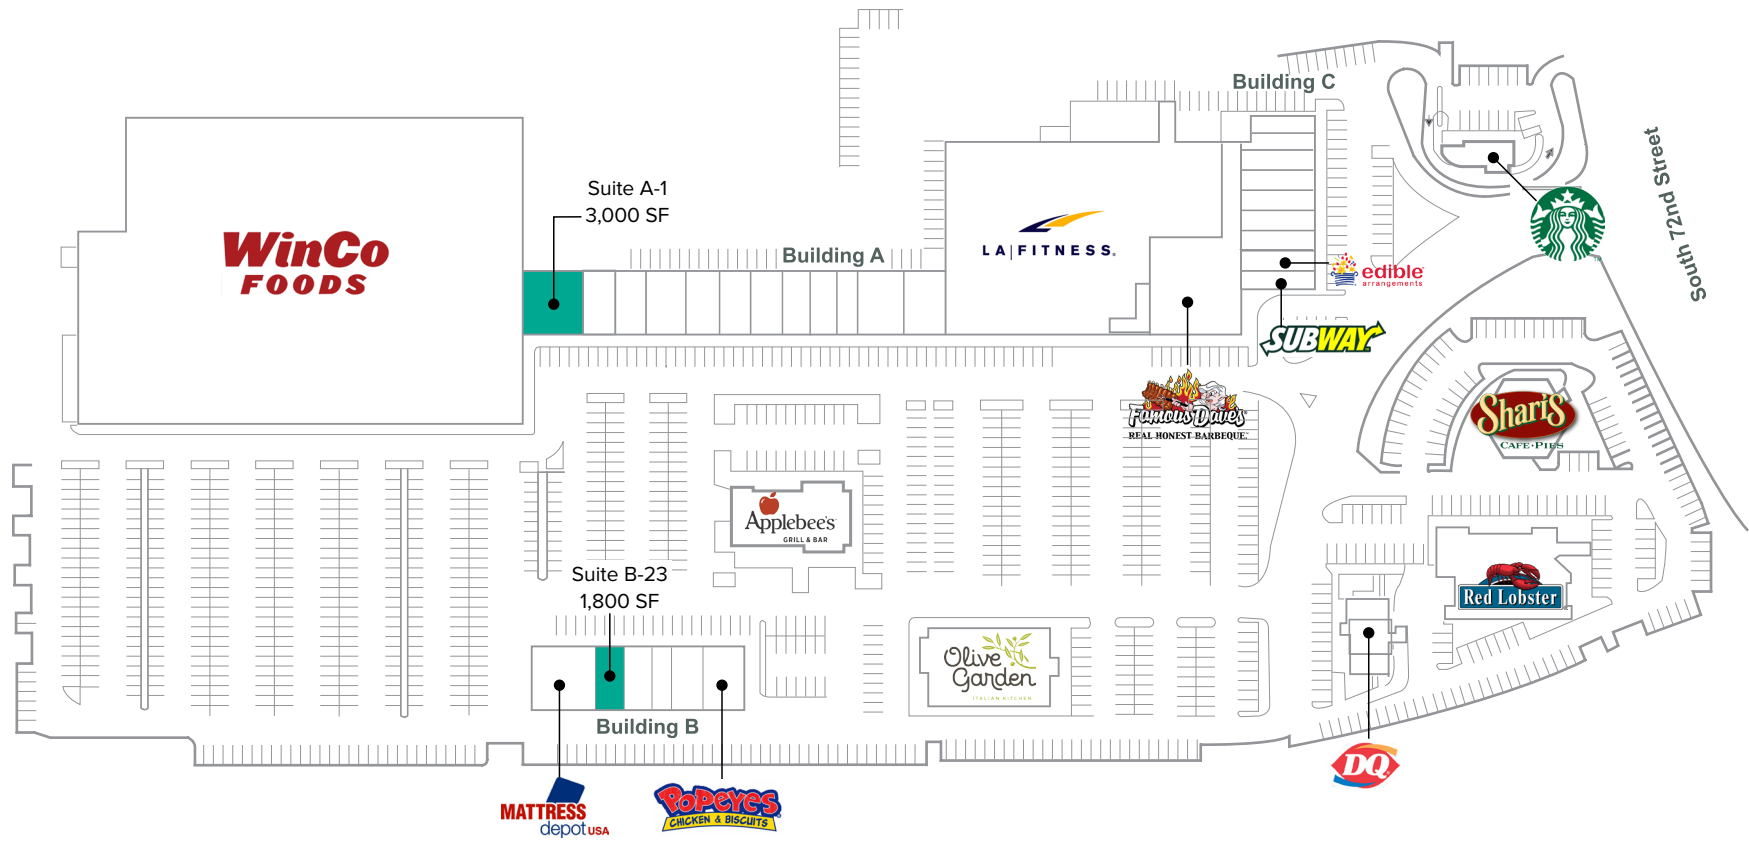 Building C
South 72nd Street
Suite A-1
3,000 SF
WinCo
FOODS
Building A
LA|FITNESS.
edible
arrangements
SUBWAY
Famous Dave's
REAL HONEST BARBEQUE.
Shari's
CAFE • PIES
Applebee's
GRILL & BAR
Suite B-23
1,800 SF
Red Lobster
Olive
Garden
ITALIAN KITCHEN
Building B
DQ
MATTRESS
depot USA
POPEYES
CHICKEN & BISCUITS